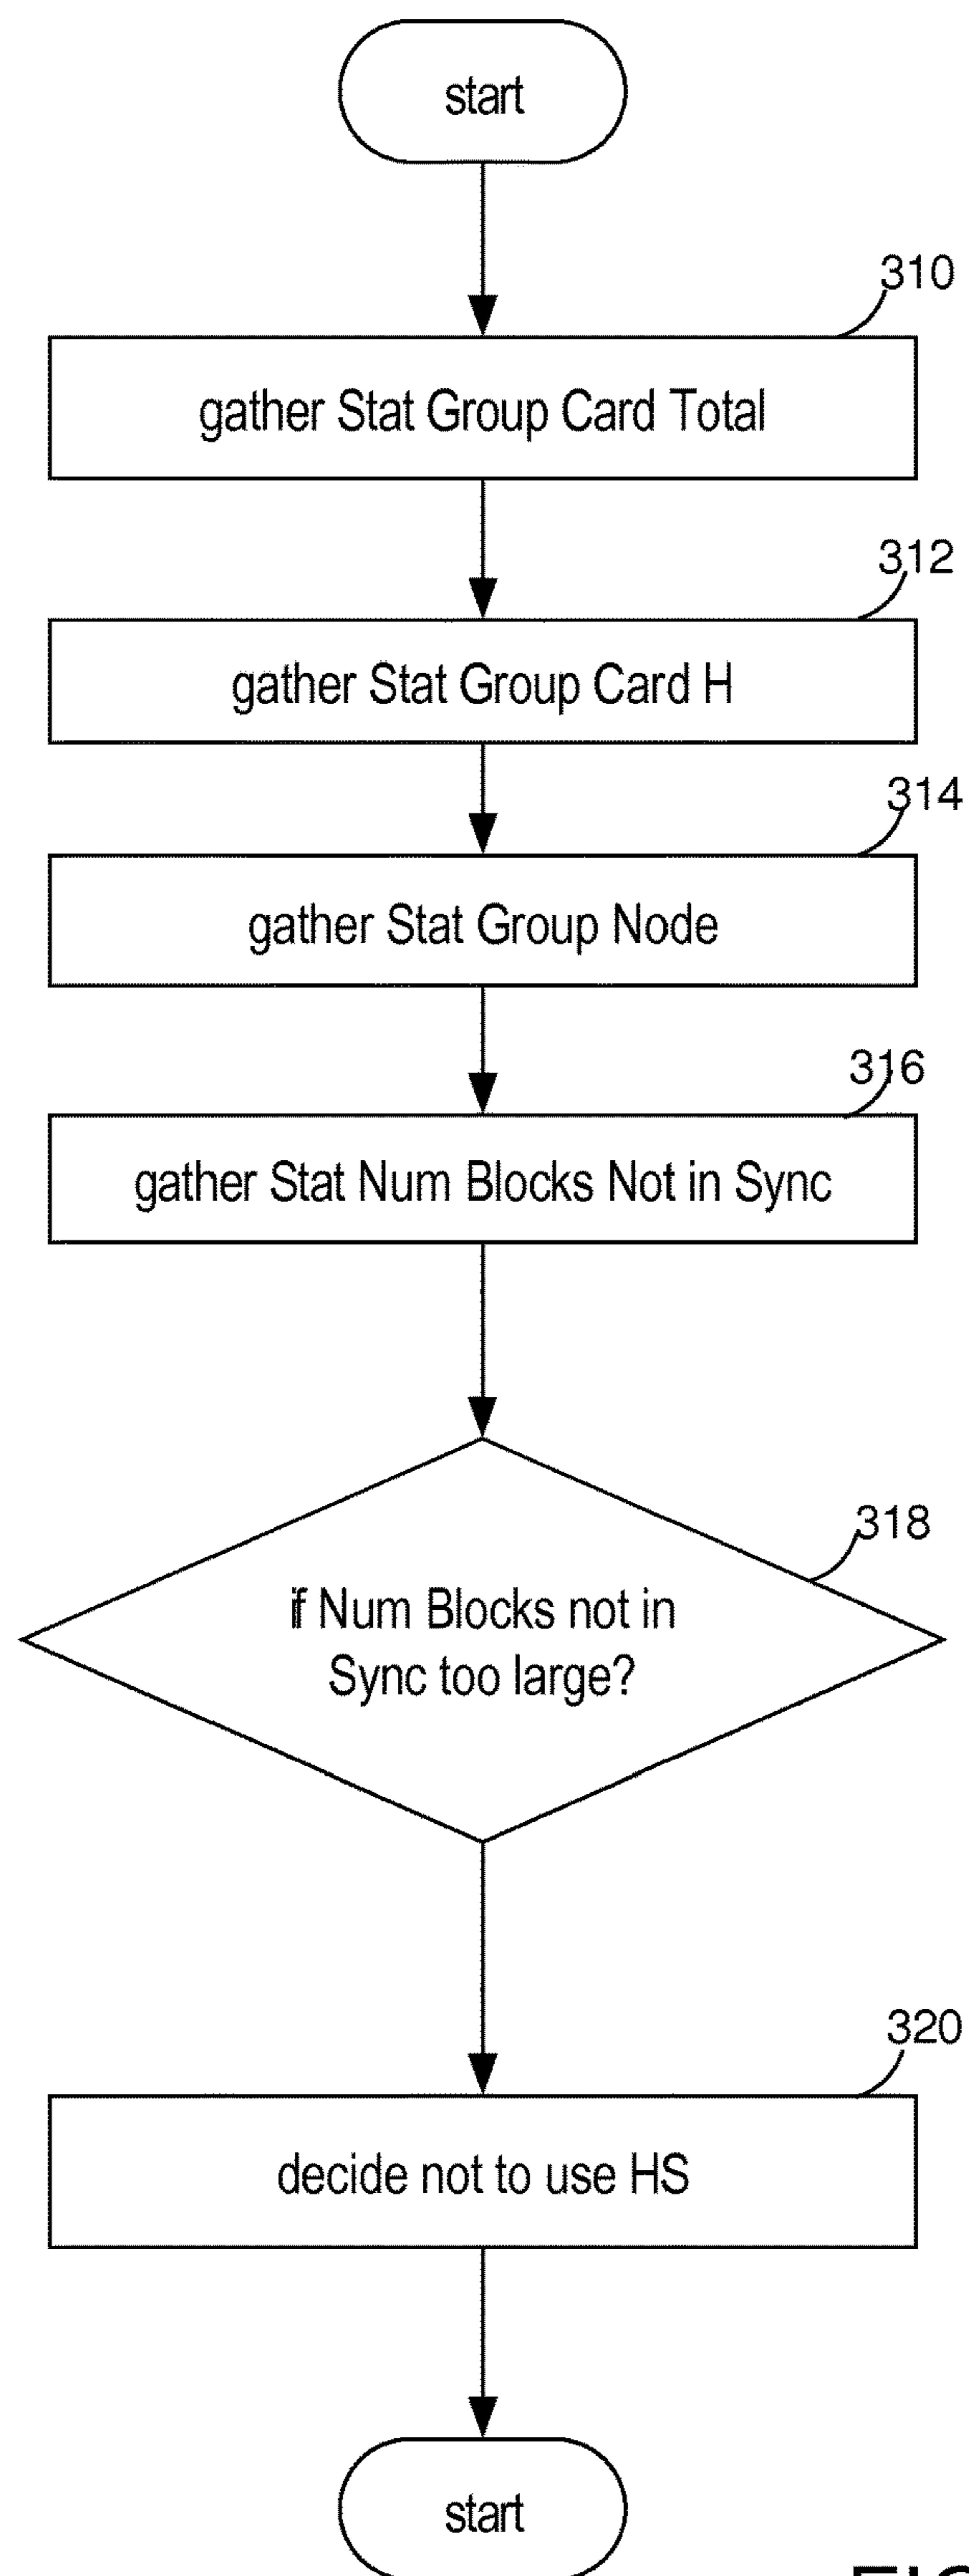 start
310
gather Stat Group Card Total
312
gather Stat Group Card H
314
gather Stat Group Node
316
gather Stat Num Blocks Not in Sync
318
if Num Blocks not in
Sync too large?
320
decide not to use HS
start